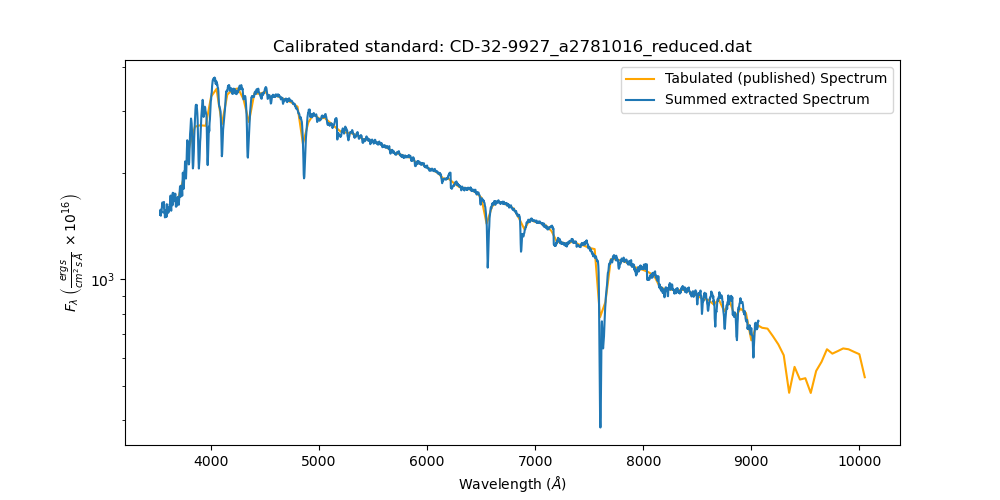 Calibrated standard: CD-32-9927_a2781016_reduced.dat
Tabulated (published) Spectrum
Summed extracted Spectrum
F_λ (ergs / cm² s Å × 10¹⁶)
10³
4000 5000 6000 7000 8000 9000 10000
Wavelength (Å)